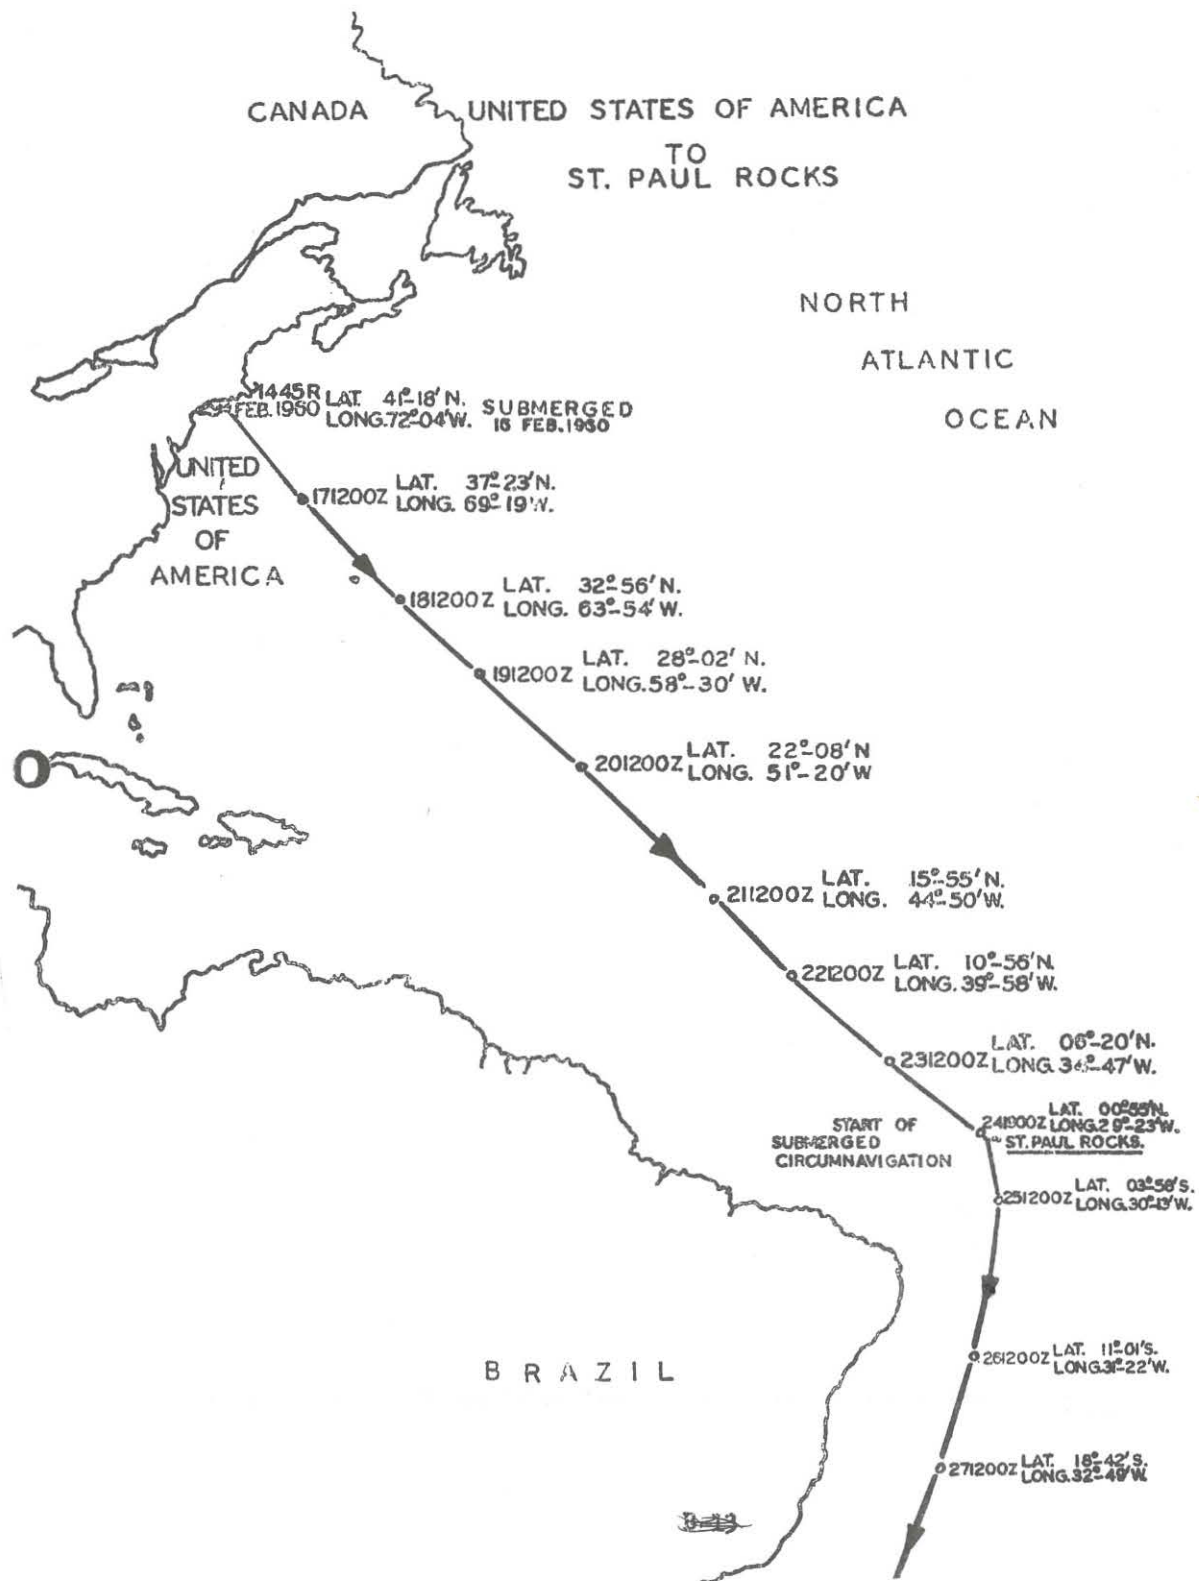 CANADA
UNITED STATES OF AMERICA
TO
ST. PAUL ROCKS
NORTH
ATLANTIC
OCEAN
1445R
FEB. 1960
LAT. 41°-18'N.
LONG. 72°-04'W.
SUBMERGED
16 FEB. 1960
UNITED
STATES
OF
AMERICA
171200Z
LAT. 37°-23'N.
LONG. 69°-19'W.
181200Z
LAT. 32°-56'N.
LONG. 63°-54'W.
191200Z
LAT. 28°-02'N.
LONG. 58°-30'W.
201200Z
LAT. 22°-08'N
LONG. 51°-20'W
211200Z
LAT. 15°-55'N.
LONG. 44°-50'W.
221200Z
LAT. 10°-56'N.
LONG. 39°-58'W.
231200Z
LAT. 06°-20'N.
LONG.
241900Z
LAT. 00°-55'N.
LONG. 29°-23'W.
ST. PAUL ROCKS.
START OF
SUBMERGED
CIRCUMNAVIGATION
251200Z
LAT. 03°-58'S.
LONG. 30°-13'W.
261200Z
LAT. 11°-01'S.
LONG. 31°-22'W.
BRAZIL
271200Z
LAT. 18°-42'S.
LONG. 32°-49'W.